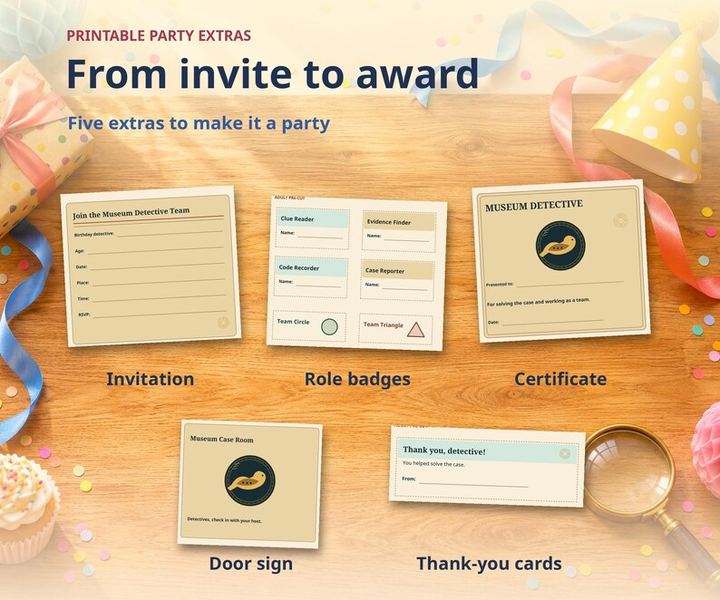 PRINTABLE PARTY EXTRAS
From invite to award
Five extras to make it a party
Join the Museum Detective Team
Birthday detective:
Age:
Date:
Place:
Time:
RSVP:
Invitation
ADULT PRE-CUT
Clue Reader
Name:
Evidence Finder
Name:
Code Recorder
Name:
Case Reporter
Name:
Team Circle
Team Triangle
Role badges
MUSEUM DETECTIVE
Presented to:
For solving the case and working as a team.
Date:
Certificate
Museum Case Room
Detectives, check in with your host.
Door sign
Thank you, detective!
You helped solve the case.
From:
Thank-you cards